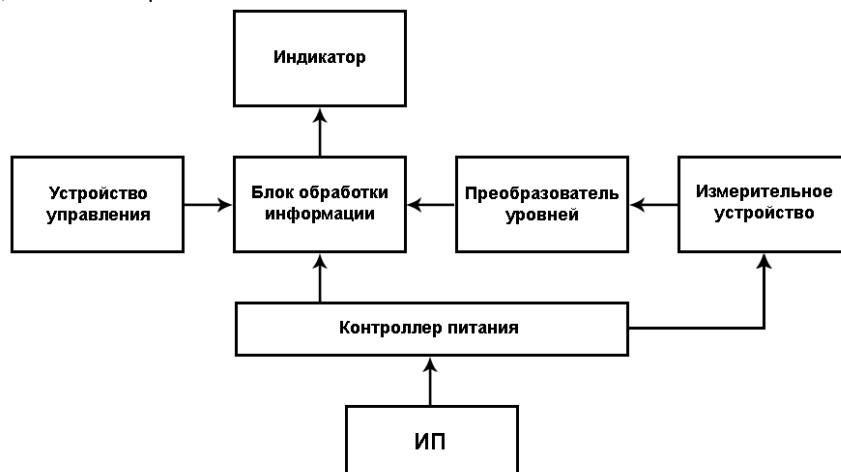 Индикатор
Устройство
управления
Блок обработки
информации
Преобразователь
уровней
Измерительное
устройство
Контроллер питания
ИП